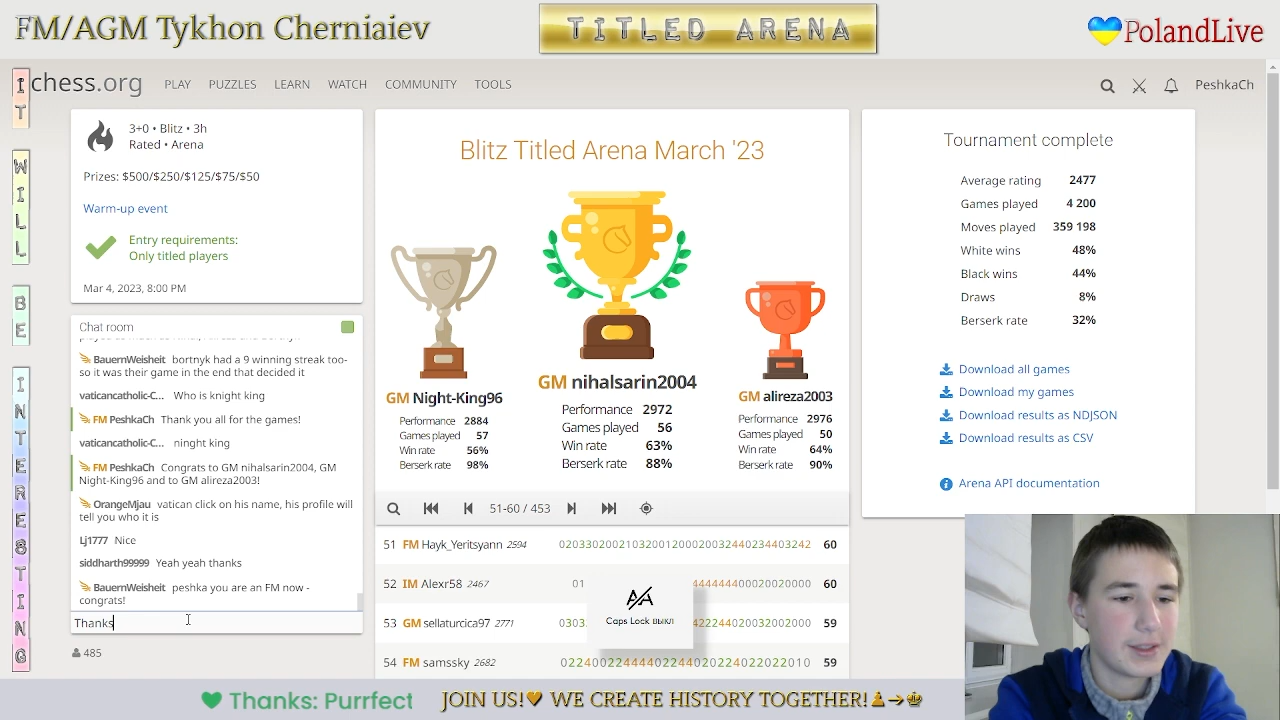 FM/AGM Tykhon Cherniaiev
TITLED ARENA
PolandLive
IT WILL BE INTERESTING
chess.org
PLAY PUZZLES LEARN WATCH COMMUNITY TOOLS
PeshkaCh
3+0 • Blitz • 3h
Rated • Arena
Prizes: $500/$250/$125/$75/$50
Warm-up event
Entry requirements:
Only titled players
Mar 4, 2023, 8:00 PM
Chat room
BauernWeisheit bortnyk had a 9 winning streak too-
so it was their game in the end that decided it
vaticancatholic-C... Who is knight king
FM PeshkaCh Thank you all for the games!
vaticancatholic-C... ninght king
FM PeshkaCh Congrats to GM nihalsarin2004, GM
Night-King96 and to GM alireza2003!
OrangeMjau vatican click on his name, his profile will
tell you who it is
Lj1777 Nice
siddharth99999 Yeah yeah thanks
BauernWeisheit peshka you are an FM now -
congrats!
Thanks
485
Blitz Titled Arena March '23
GM Night-King96
Performance 2884
Games played 57
Win rate 56%
Berserk rate 98%
GM nihalsarin2004
Performance 2972
Games played 56
Win rate 63%
Berserk rate 88%
GM alireza2003
Performance 2976
Games played 50
Win rate 64%
Berserk rate 90%
51-60 / 453
51 FM Hayk_Yeritsyann 2594 60
52 IM Alexr58 2467 60
53 GM sellaturcica97 2771 59
54 FM samssky 2682 59
Caps Lock выкл
Tournament complete
Average rating 2477
Games played 4 200
Moves played 359 198
White wins 48%
Black wins 44%
Draws 8%
Berserk rate 32%
Download all games
Download my games
Download results as NDJSON
Download results as CSV
Arena API documentation
Thanks: Purrfect
JOIN US! WE CREATE HISTORY TOGETHER!